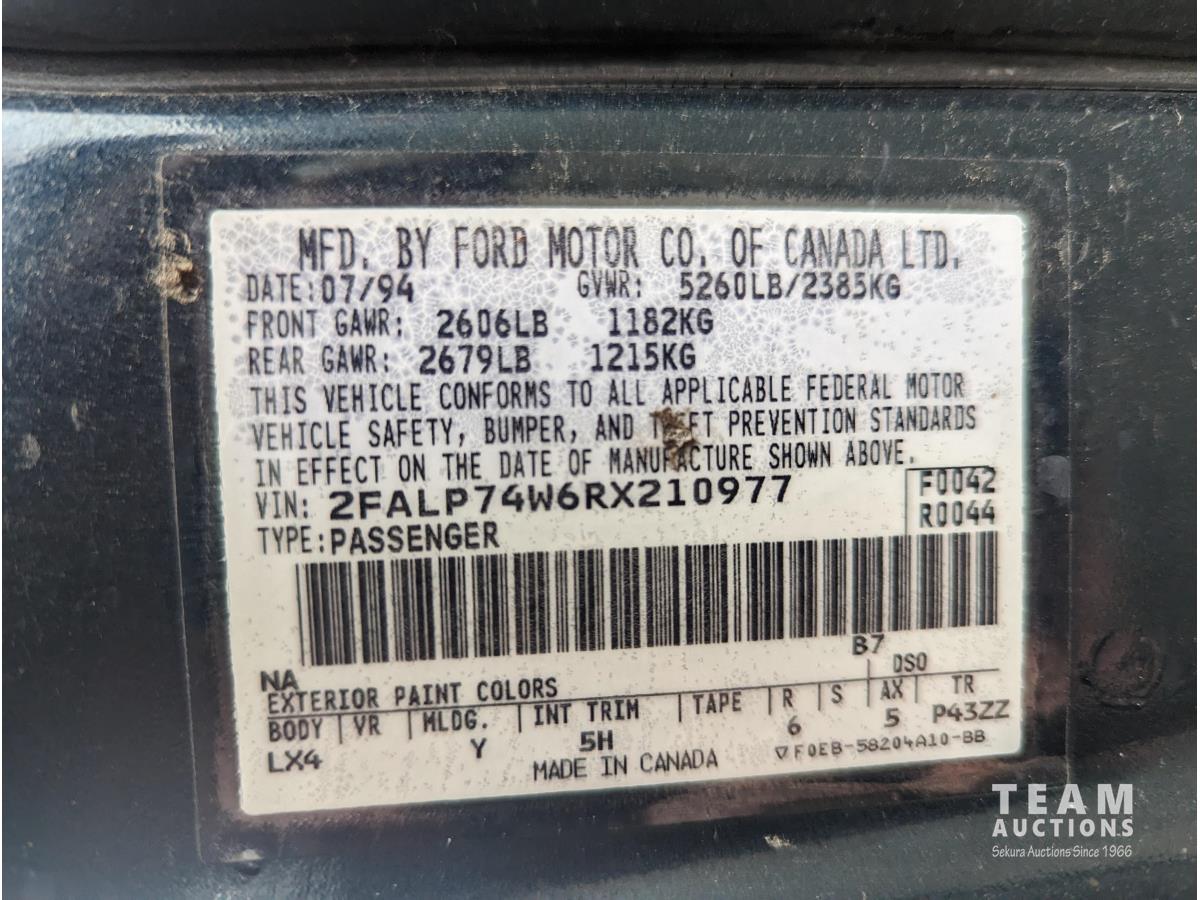 MFD. BY FORD MOTOR CO. OF CANADA LTD.
DATE: 07/94 GVWR: 5260LB/2385KG
FRONT GAWR: 2606LB 1182KG
REAR GAWR: 2679LB 1215KG
THIS VEHICLE CONFORMS TO ALL APPLICABLE FEDERAL MOTOR
VEHICLE SAFETY, BUMPER, AND THEFT PREVENTION STANDARDS
IN EFFECT ON THE DATE OF MANUFACTURE SHOWN ABOVE.
VIN: 2FALP74W6RX210977 F0042
TYPE: PASSENGER R0044
B7
NA DSO
EXTERIOR PAINT COLORS
BODY VR MLDG. INT TRIM TAPE R S AX TR
LX4 Y 5H 6 5 P43ZZ
MADE IN CANADA ▽F0EB-58204A10-BB
TEAM
AUCTIONS
Sekura Auctions Since 1966